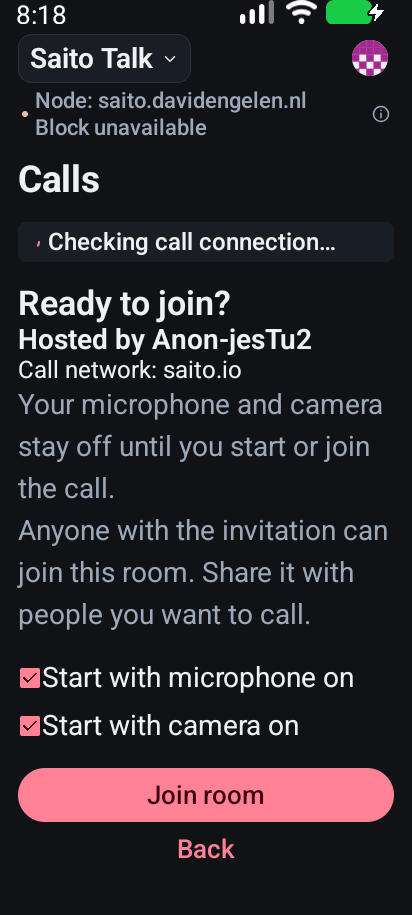 8:18
Saito Talk
Node: saito.davidengelen.nl
Block unavailable
Calls
Checking call connection...
Ready to join?
Hosted by Anon-jesTu2
Call network: saito.io
Your microphone and camera
stay off until you start or join
the call.
Anyone with the invitation can
join this room. Share it with
people you want to call.
Start with microphone on
Start with camera on
Join room
Back